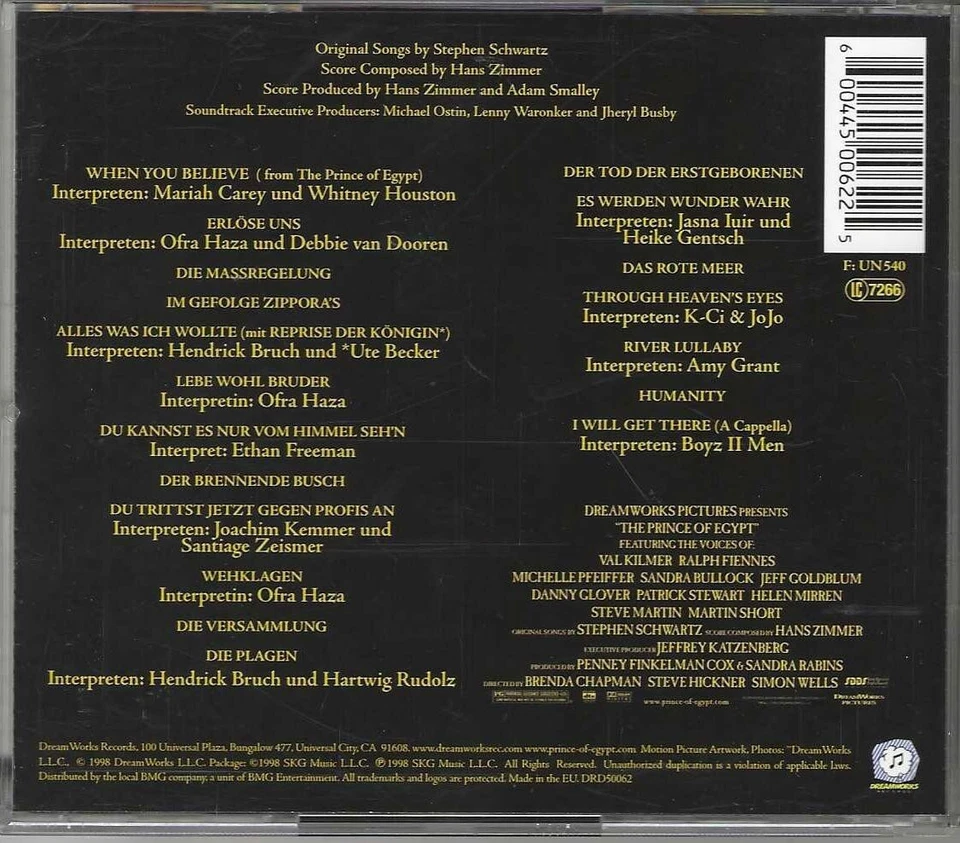 Original Songs by Stephen Schwartz
Score Composed by Hans Zimmer
Score Produced by Hans Zimmer and Adam Smalley
Soundtrack Executive Producers: Michael Ostin, Lenny Waronker and Jheryl Busby
WHEN YOU BELIEVE ( from The Prince of Egypt)
Interpreten: Mariah Carey und Whitney Houston
ERLÖSE UNS
Interpreten: Ofra Haza und Debbie van Dooren
DIE MASSREGELUNG
IM GEFOLGE ZIPPORA'S
ALLES WAS ICH WOLLTE (mit REPRISE DER KÖNIGIN*)
Interpreten: Hendrick Bruch und *Ute Becker
LEBE WOHL BRUDER
Interpretin: Ofra Haza
DU KANNST ES NUR VOM HIMMEL SEH'N
Interpret: Ethan Freeman
DER BRENNENDE BUSCH
DU TRITTST JETZT GEGEN PROFIS AN
Interpreten: Joachim Kemmer und
Santiage Zeismer
WEHKLAGEN
Interpretin: Ofra Haza
DIE VERSAMMLUNG
DIE PLAGEN
Interpreten: Hendrick Bruch und Hartwig Rudolz
DER TOD DER ERSTGEBORENEN
ES WERDEN WUNDER WAHR
Interpreten: Jasna Iuir und
Heike Gentsch
DAS ROTE MEER
THROUGH HEAVEN'S EYES
Interpreten: K-Ci & JoJo
RIVER LULLABY
Interpreten: Amy Grant
HUMANITY
I WILL GET THERE (A Cappella)
Interpreten: Boyz II Men
6 00445 00622 5
F: UN 540
LC 7266
DREAMWORKS PICTURES PRESENTS
"THE PRINCE OF EGYPT"
FEATURING THE VOICES OF:
VAL KILMER RALPH FIENNES
MICHELLE PFEIFFER SANDRA BULLOCK JEFF GOLDBLUM
DANNY GLOVER PATRICK STEWART HELEN MIRREN
STEVE MARTIN MARTIN SHORT
ORIGINAL SONGS BY STEPHEN SCHWARTZ SCORE COMPOSED BY HANS ZIMMER
EXECUTIVE PRODUCER JEFFREY KATZENBERG
PRODUCED BY PENNEY FINKELMAN COX & SANDRA RABINS
DIRECTED BY BRENDA CHAPMAN STEVE HICKNER SIMON WELLS SDDS
PG www.prince-of-egypt.com DREAMWORKS
PICTURES
DreamWorks Records, 100 Universal Plaza, Bungalow 477, Universal City, CA 91608. www.dreamworksrec.com www.prince-of-egypt.com Motion Picture Artwork, Photos: "DreamWorks
L.L.C., © 1998 DreamWorks L.L.C. Package: ©1998 SKG Music L.L.C. ℗1998 SKG Music L.L.C. All Rights Reserved. Unauthorized duplication is a violation of applicable laws.
Distributed by the local BMG company, a unit of BMG Entertainment. All trademarks and logos are protected. Made in the EU. DRD50062
DREAMWORKS
RECORDS